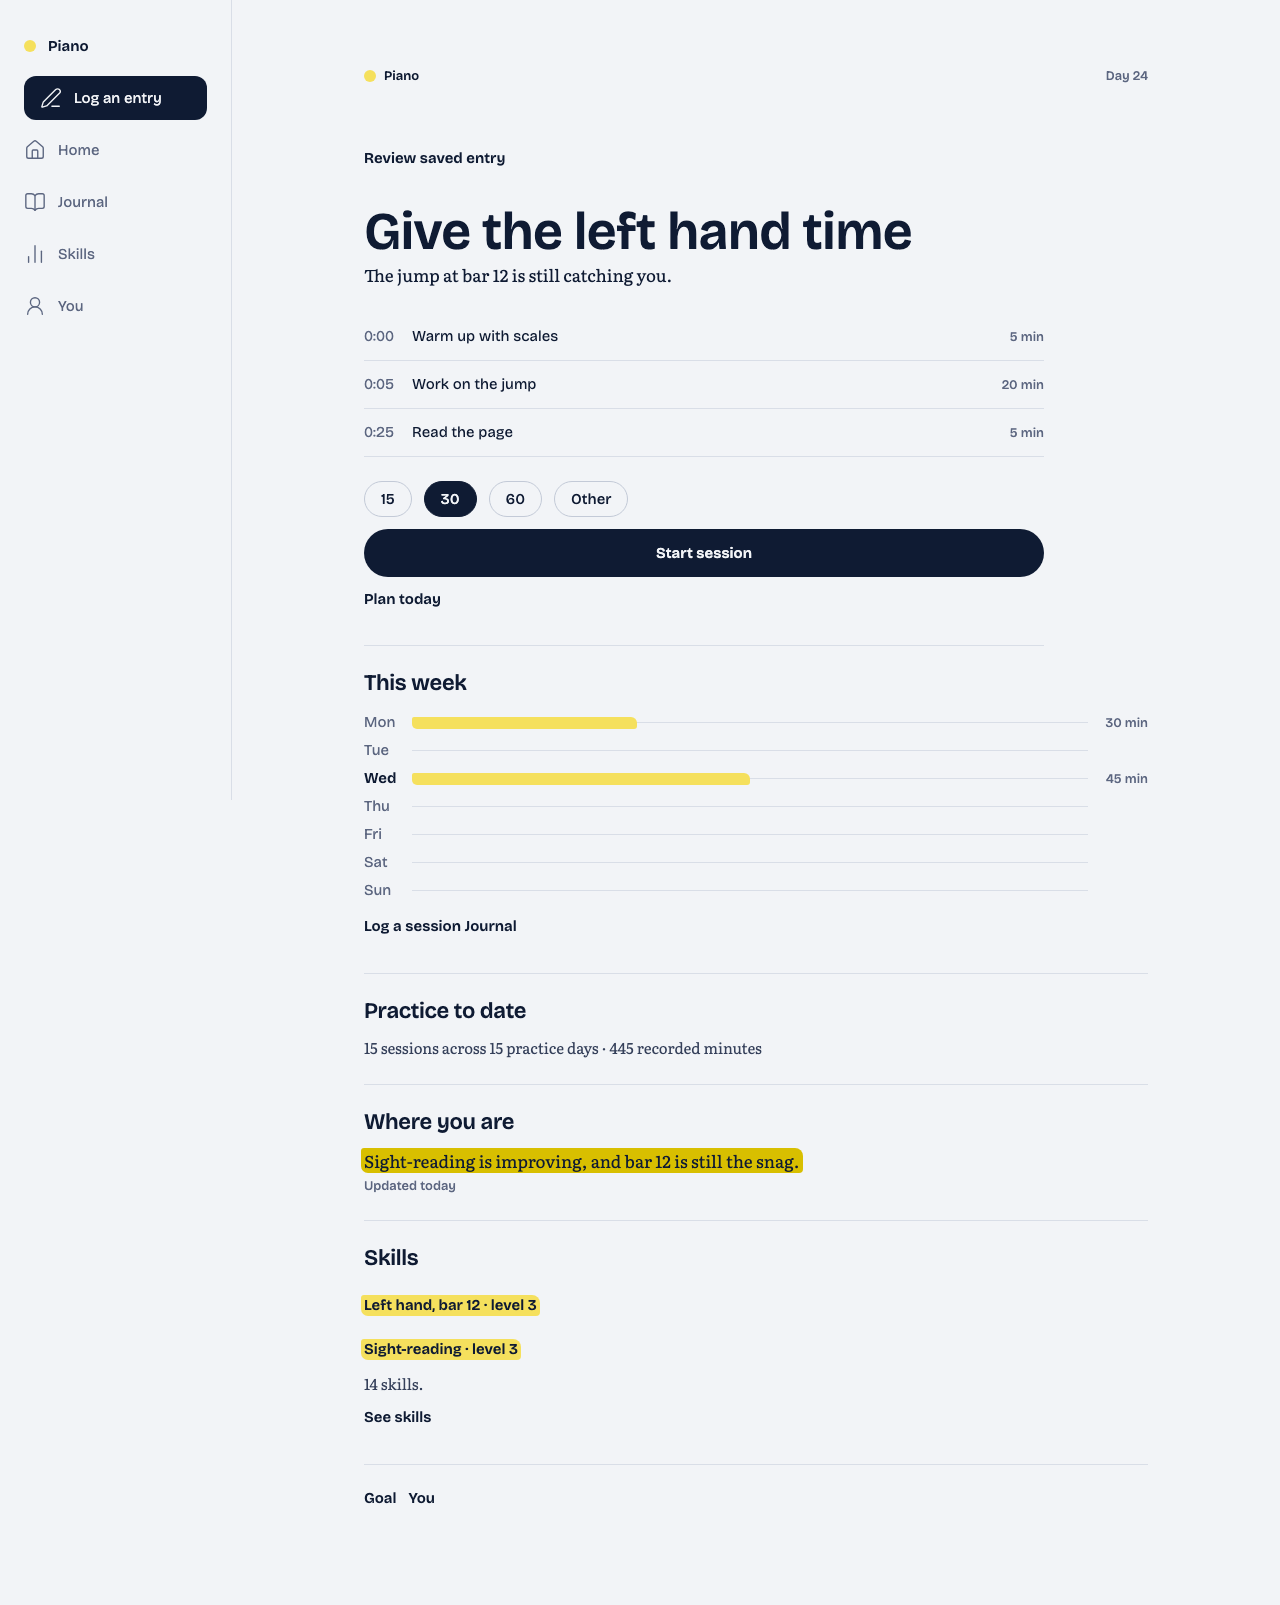 Piano
Log an entry
Home
Journal
Skills
You
Piano
Day 24
Review saved entry
Give the left hand time
The jump at bar 12 is still catching you.
0:00 Warm up with scales 5 min
0:05 Work on the jump 20 min
0:25 Read the page 5 min
15 30 60 Other
Start session
Plan today
This week
Mon 30 min
Tue
Wed 45 min
Thu
Fri
Sat
Sun
Log a session Journal
Practice to date
15 sessions across 15 practice days · 445 recorded minutes
Where you are
Sight-reading is improving, and bar 12 is still the snag.
Updated today
Skills
Left hand, bar 12 · level 3
Sight-reading · level 3
14 skills.
See skills
Goal You